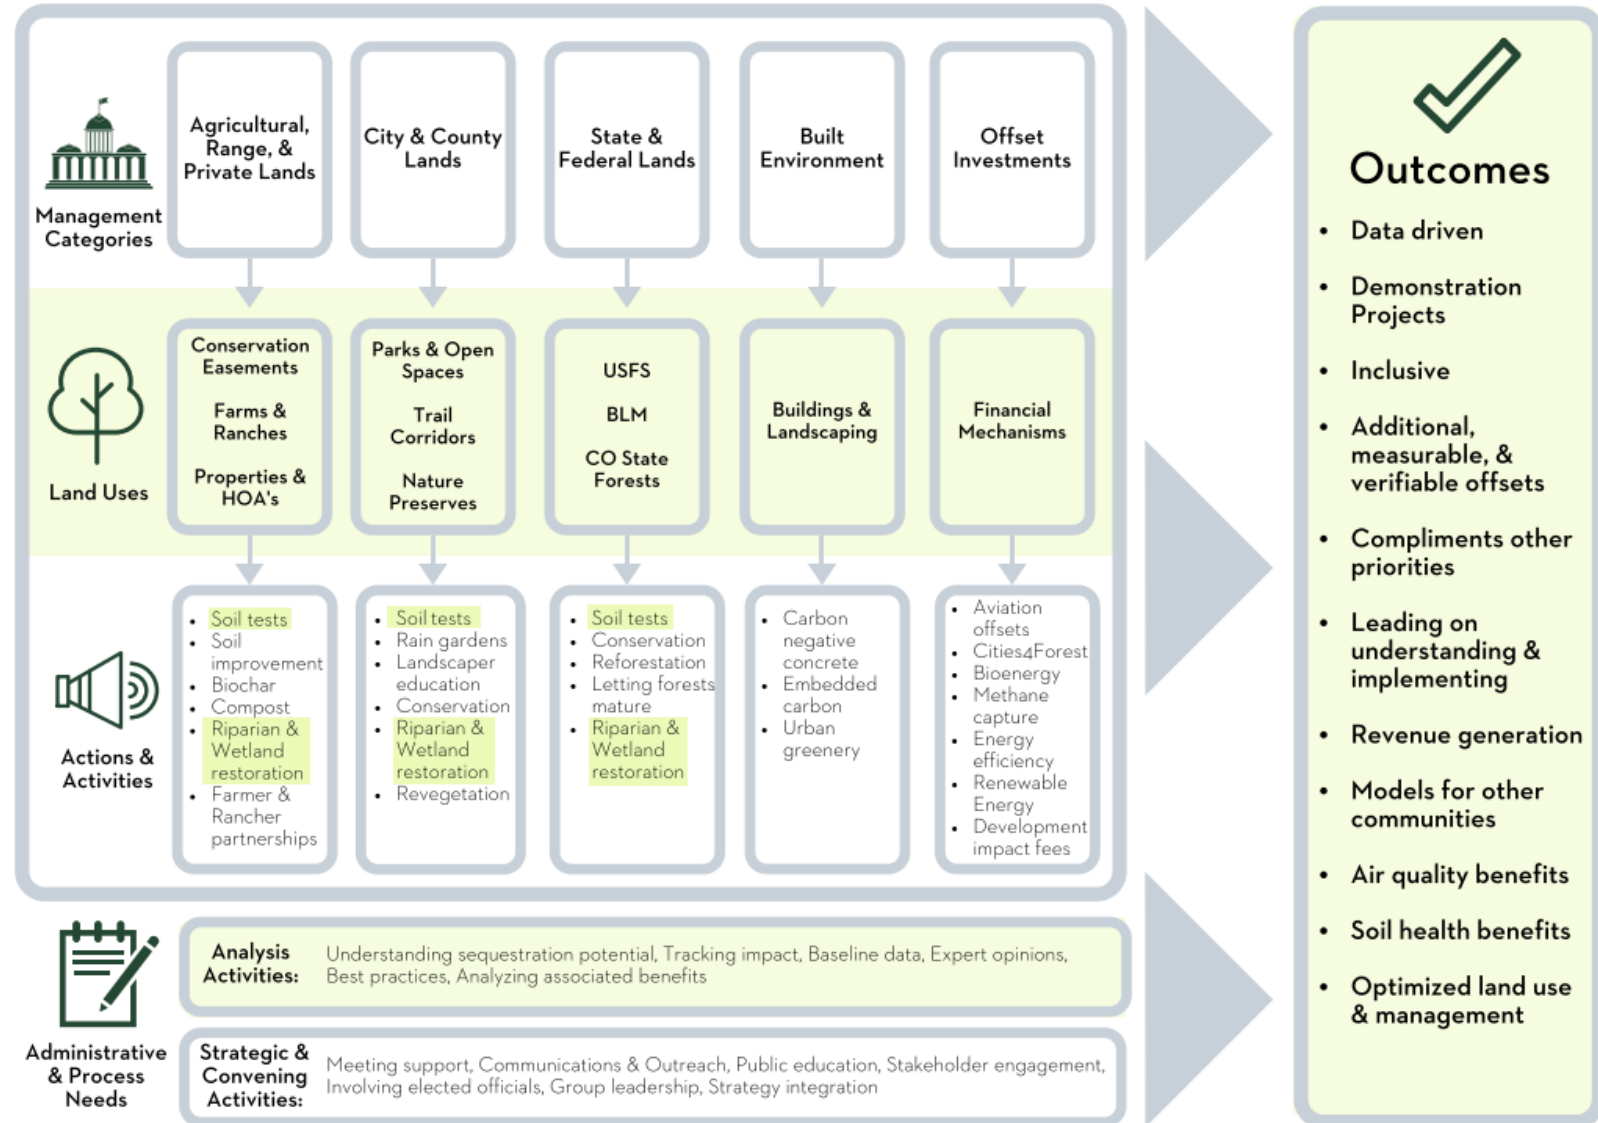 Management
Categories
Agricultural,
Range, &
Private Lands
City & County
Lands
State &
Federal Lands
Built
Environment
Offset
Investments
Land Uses
Conservation
Easements
Farms &
Ranches
Properties &
HOA's
Parks & Open
Spaces
Trail
Corridors
Nature
Preserves
USFS
BLM
CO State
Forests
Buildings &
Landscaping
Financial
Mechanisms
Actions &
Activities
• Soil tests
• Soil
improvement
• Biochar
• Compost
• Riparian &
Wetland
restoration
• Farmer &
Rancher
partnerships
• Soil tests
• Rain gardens
• Landscaper
education
• Conservation
• Riparian &
Wetland
restoration
• Revegetation
• Soil tests
• Conservation
• Reforestation
• Letting forests
mature
• Riparian &
Wetland
restoration
• Carbon
negative
concrete
• Embedded
carbon
• Urban
greenery
• Aviation
offsets
• Cities4Forest
• Bioenergy
• Methane
capture
• Energy
efficiency
• Renewable
Energy
• Development
impact fees
Administrative
& Process
Needs
Analysis
Activities:
Understanding sequestration potential, Tracking impact, Baseline data, Expert opinions,
Best practices, Analyzing associated benefits
Strategic &
Convening
Activities:
Meeting support, Communications & Outreach, Public education, Stakeholder engagement,
Involving elected officials, Group leadership, Strategy integration
Outcomes
• Data driven
• Demonstration
Projects
• Inclusive
• Additional,
measurable, &
verifiable offsets
• Compliments other
priorities
• Leading on
understanding &
implementing
• Revenue generation
• Models for other
communities
• Air quality benefits
• Soil health benefits
• Optimized land use
& management